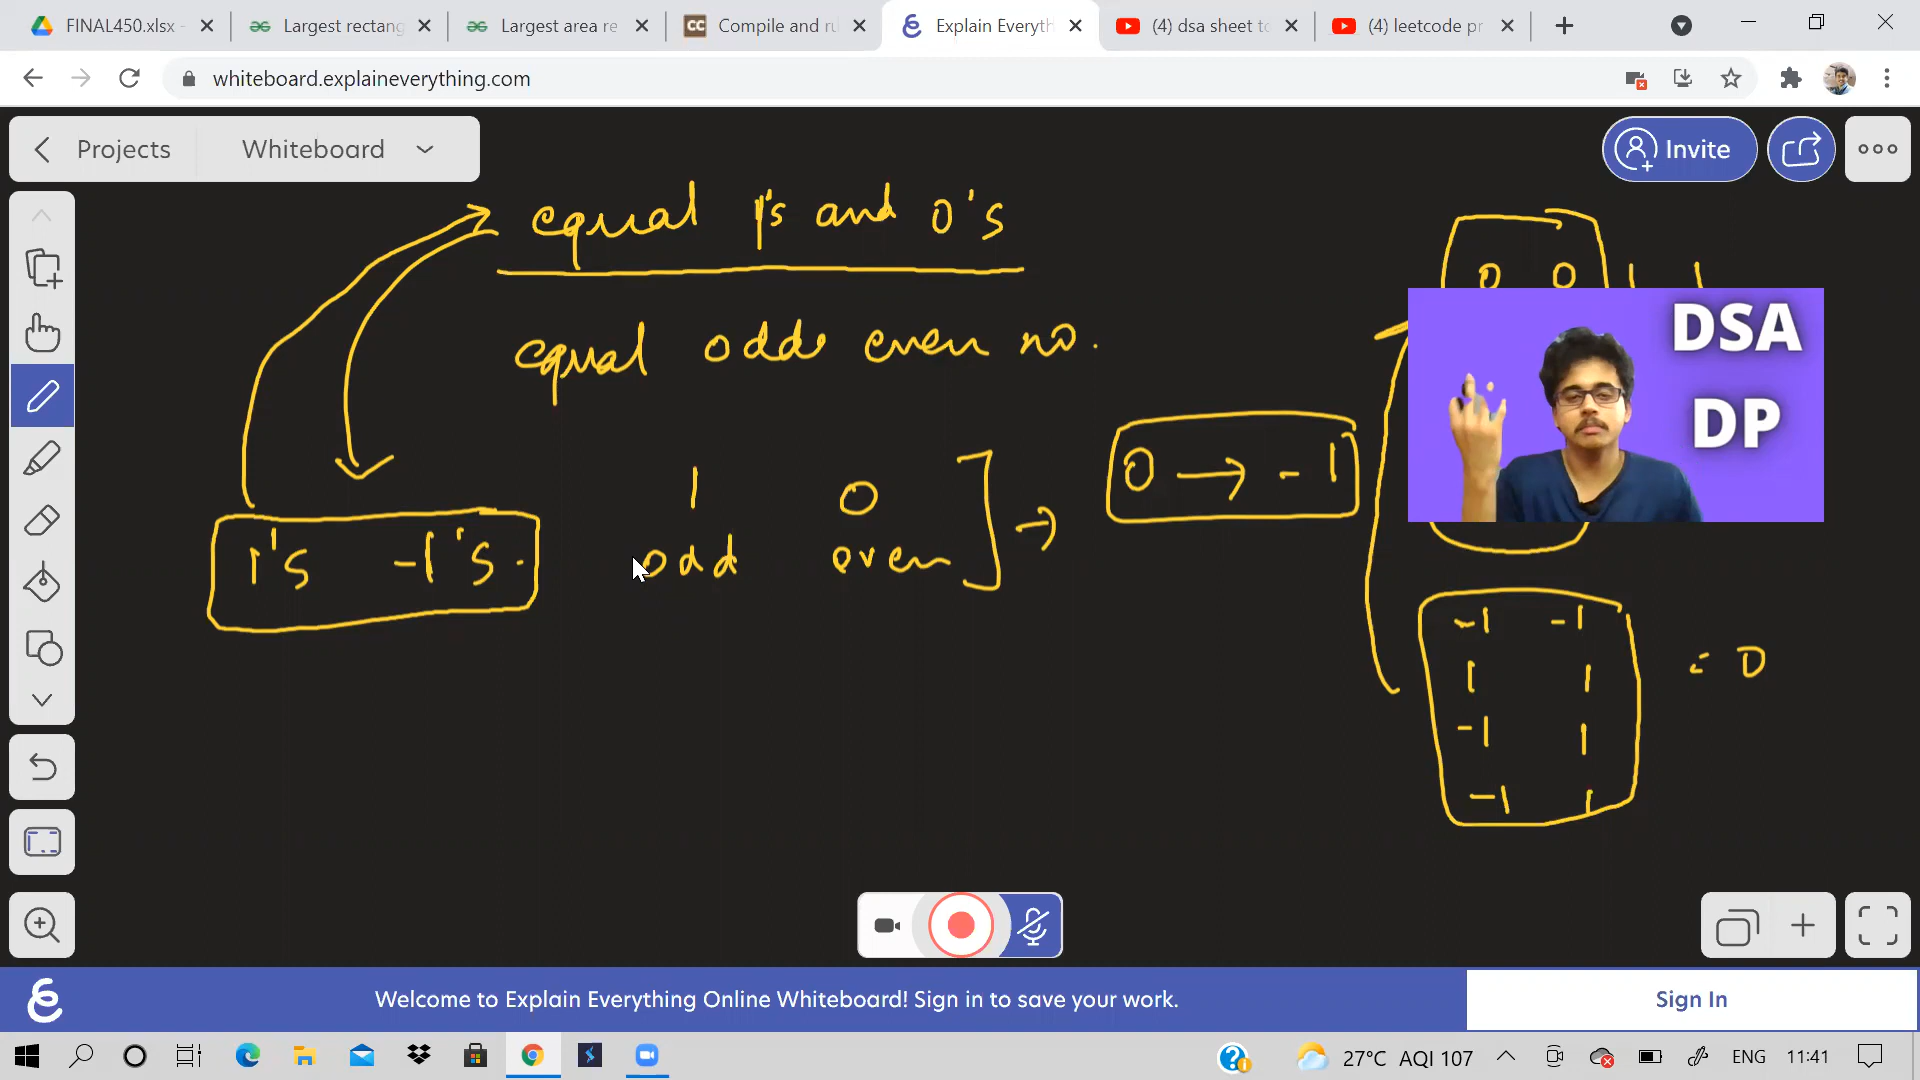 FINAL450.xlsx -
Largest rectang
Largest area re
Compile and ru
Explain Everyth
(4) dsa sheet to
(4) leetcode pr
whiteboard.explaineverything.com
Projects
Whiteboard
Invite
equal 1's and 0's
0 0 1 1
equal odds even no.
DSA
DP
1 0
0 → -1
1's -1's.
odd even
→
-1 -1
1 1
= 0
-1 1
-1 1
Welcome to Explain Everything Online Whiteboard! Sign in to save your work.
Sign In
27°C AQI 107
ENG
11:41